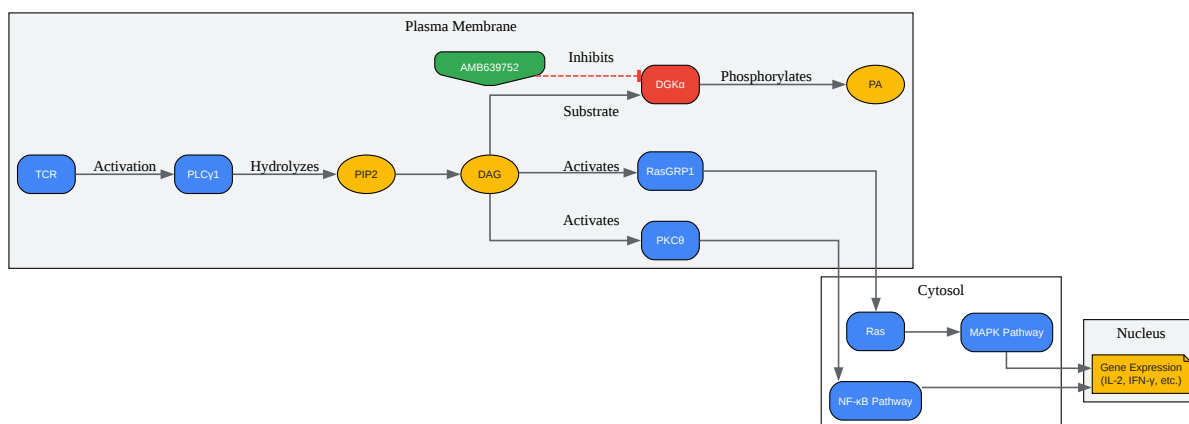 Plasma Membrane
AMB639752
Inhibits
DGKα
Phosphorylates
PA
Substrate
TCR
Activation
PLCγ1
Hydrolyzes
PIP2
DAG
Activates
RasGRP1
Activates
PKCθ
Cytosol
Ras
MAPK Pathway
NF-κB Pathway
Nucleus
Gene Expression
(IL-2, IFN-γ, etc.)